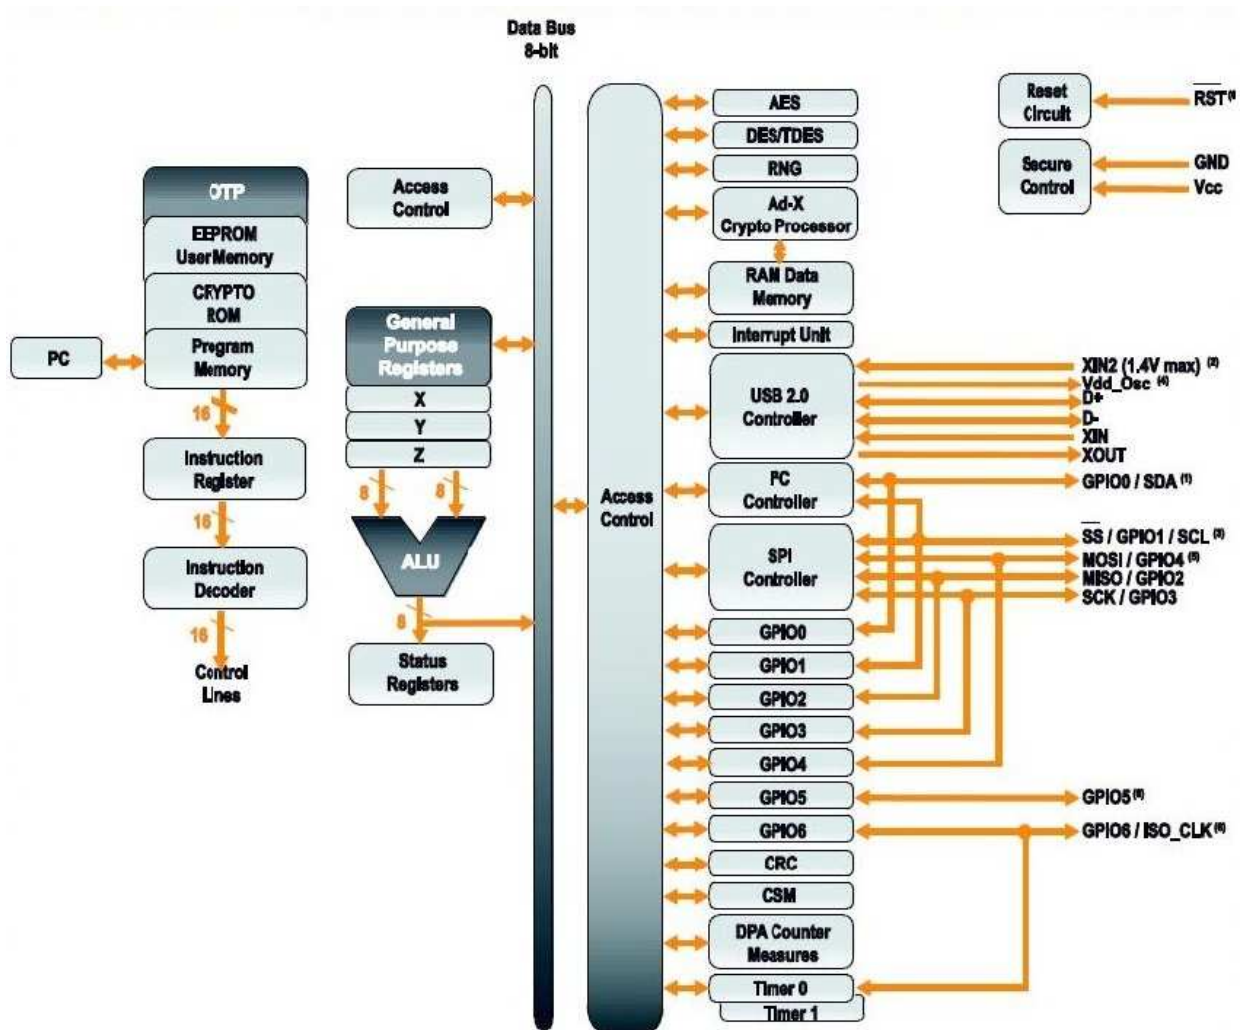 Data Bus
8-bit
OTP
EEPROM
User Memory
CRYPTO
ROM
Program
Memory
PC
16
Instruction
Register
16
Instruction
Decoder
16
Control
Lines
Access
Control
General
Purpose
Registers
X
Y
Z
8
8
ALU
8
Status
Registers
Access
Control
AES
DES/TDES
RNG
Ad-X
Crypto Processor
RAM Data
Memory
Interrupt Unit
USB 2.0
Controller
I²C
Controller
SPI
Controller
GPIO0
GPIO1
GPIO2
GPIO3
GPIO4
GPIO5
GPIO6
CRC
CSM
DPA Counter
Measures
Timer 0
Timer 1
Reset
Circuit
RST
Secure
Control
GND
Vcc
XIN2 (1.4V max) (2)
Vdd_Osc (4)
D+
D-
XIN
XOUT
GPIO0 / SDA (1)
SS / GPIO1 / SCL (3)
MOSI / GPIO4 (5)
MISO / GPIO2
SCK / GPIO3
GPIO5
GPIO6 / ISO_CLK